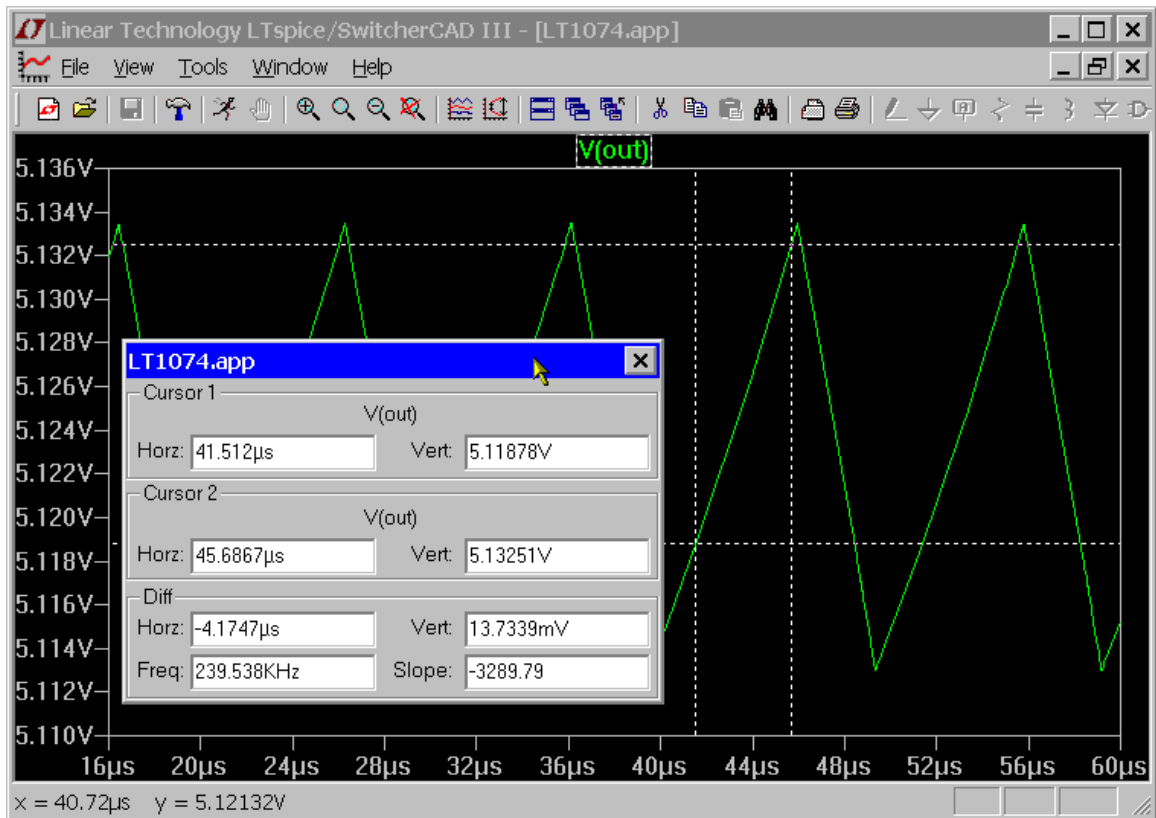 Linear Technology LTspice/SwitcherCAD III - [LT1074.app]
File View Tools Window Help
V(out)
5.136V
5.134V
5.132V
5.130V
5.128V
5.126V
5.124V
5.122V
5.120V
5.118V
5.116V
5.114V
5.112V
5.110V
LT1074.app
Cursor 1
V(out)
Horz: 41.512µs Vert: 5.11878V
Cursor 2
V(out)
Horz: 45.6867µs Vert: 5.13251V
Diff
Horz: -4.1747µs Vert: 13.7339mV
Freq: 239.538KHz Slope: -3289.79
16µs 20µs 24µs 28µs 32µs 36µs 40µs 44µs 48µs 52µs 56µs 60µs
x = 40.72µs y = 5.12132V